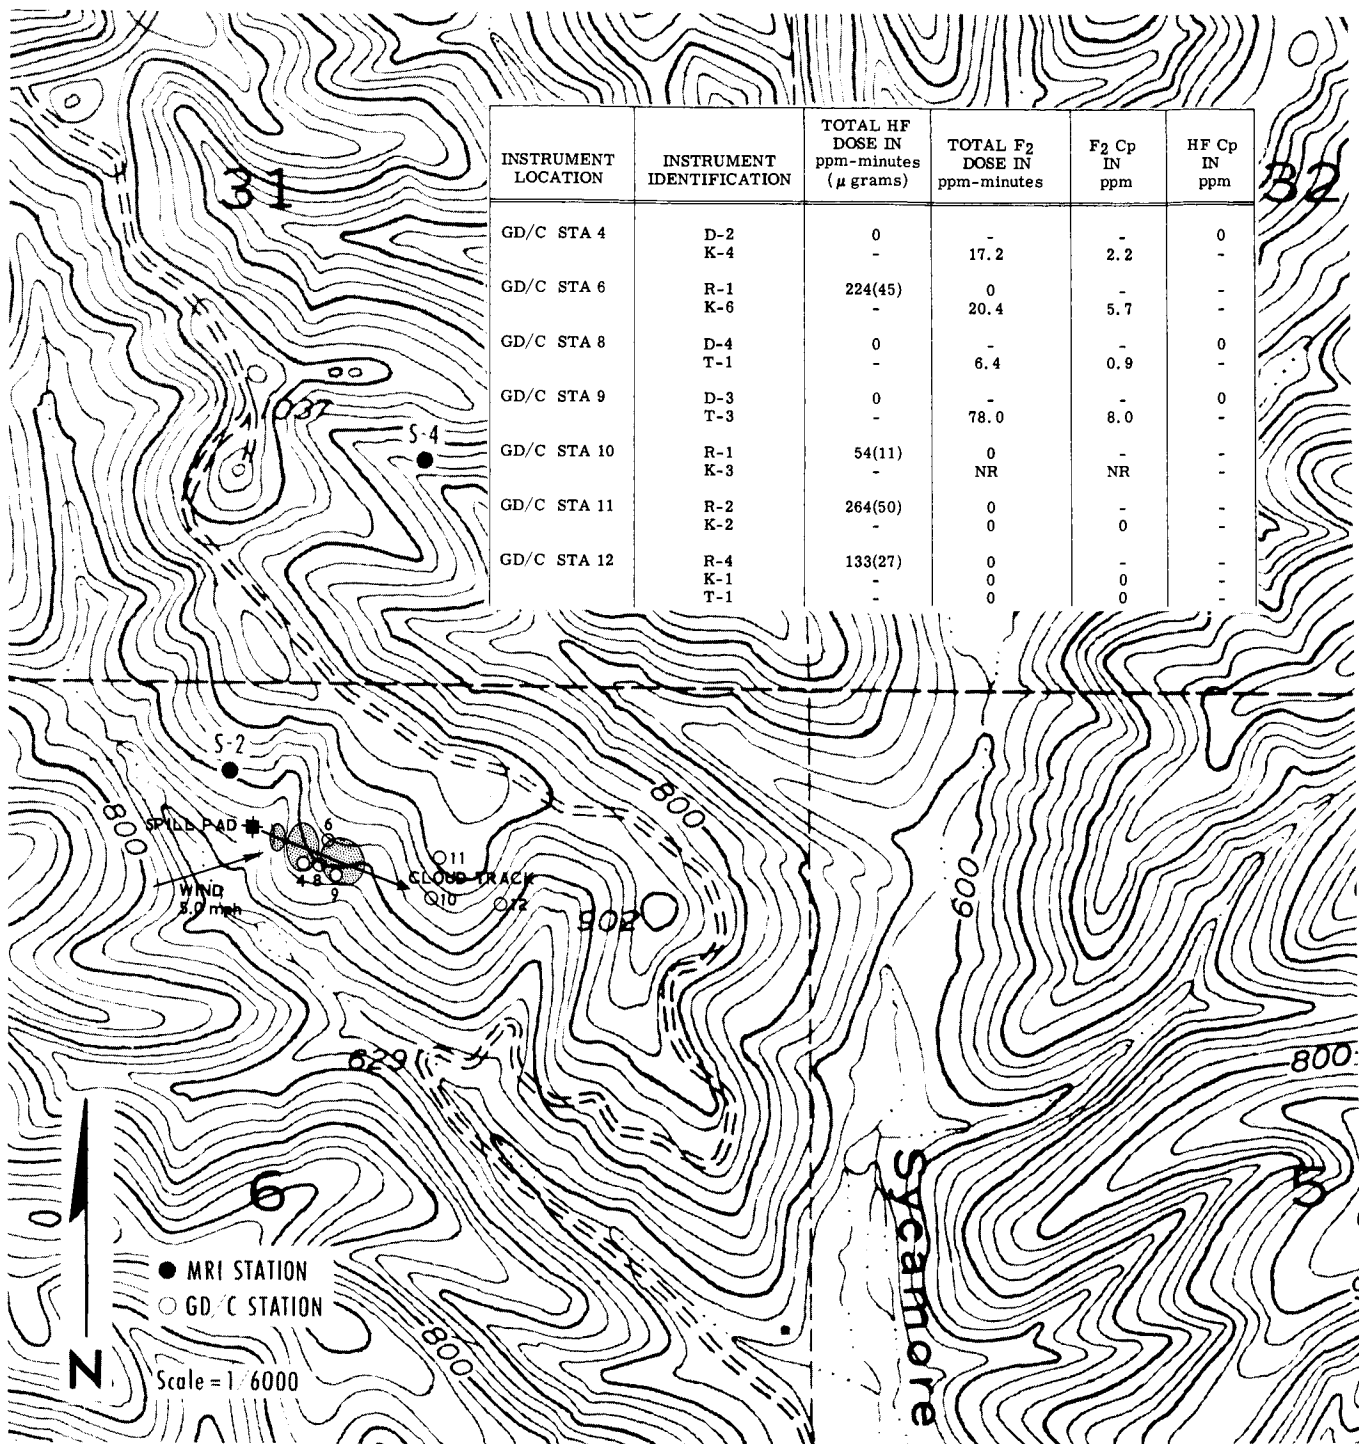 31
32
INSTRUMENT LOCATION | INSTRUMENT IDENTIFICATION | TOTAL HF DOSE IN ppm-minutes (μ grams) | TOTAL F2 DOSE IN ppm-minutes | F2 Cp IN ppm | HF Cp IN ppm
GD/C STA 4 | D-2 | 0 | - | - | 0
K-4 | - | 17.2 | 2.2 | -
GD/C STA 6 | R-1 | 224(45) | 0 | - | -
K-6 | - | 20.4 | 5.7 | -
GD/C STA 8 | D-4 | 0 | - | - | 0
T-1 | - | 6.4 | 0.9 | -
GD/C STA 9 | D-3 | 0 | - | - | 0
T-3 | - | 78.0 | 8.0 | -
GD/C STA 10 | R-1 | 54(11) | 0 | - | -
K-3 | - | NR | NR | -
GD/C STA 11 | R-2 | 264(50) | 0 | - | -
K-2 | - | 0 | 0 | -
GD/C STA 12 | R-4 | 133(27) | 0 | - | -
K-1 | - | 0 | 0 | -
T-1 | - | 0 | 0 | -
1037
S-4
S-2
800
800
SPILL PAD
6
11
4 8
9
CLOUD TRACK
10
12
WIND
5.0 mph
902
600
629
800
6
5
0
Sycamore
MRI STATION
GD/C STATION
800
N
Scale = 1/6000